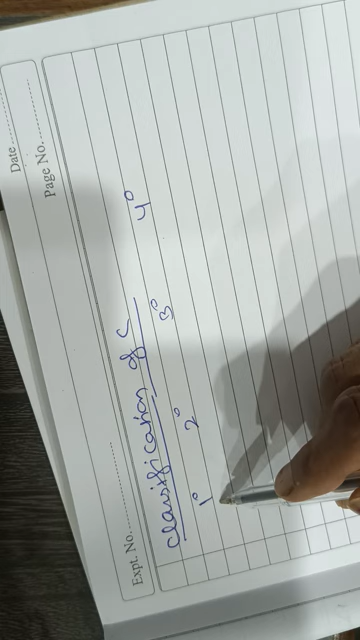 Date
Page No.
Expt. No.
Classification of C
1° 2° 3° 4°